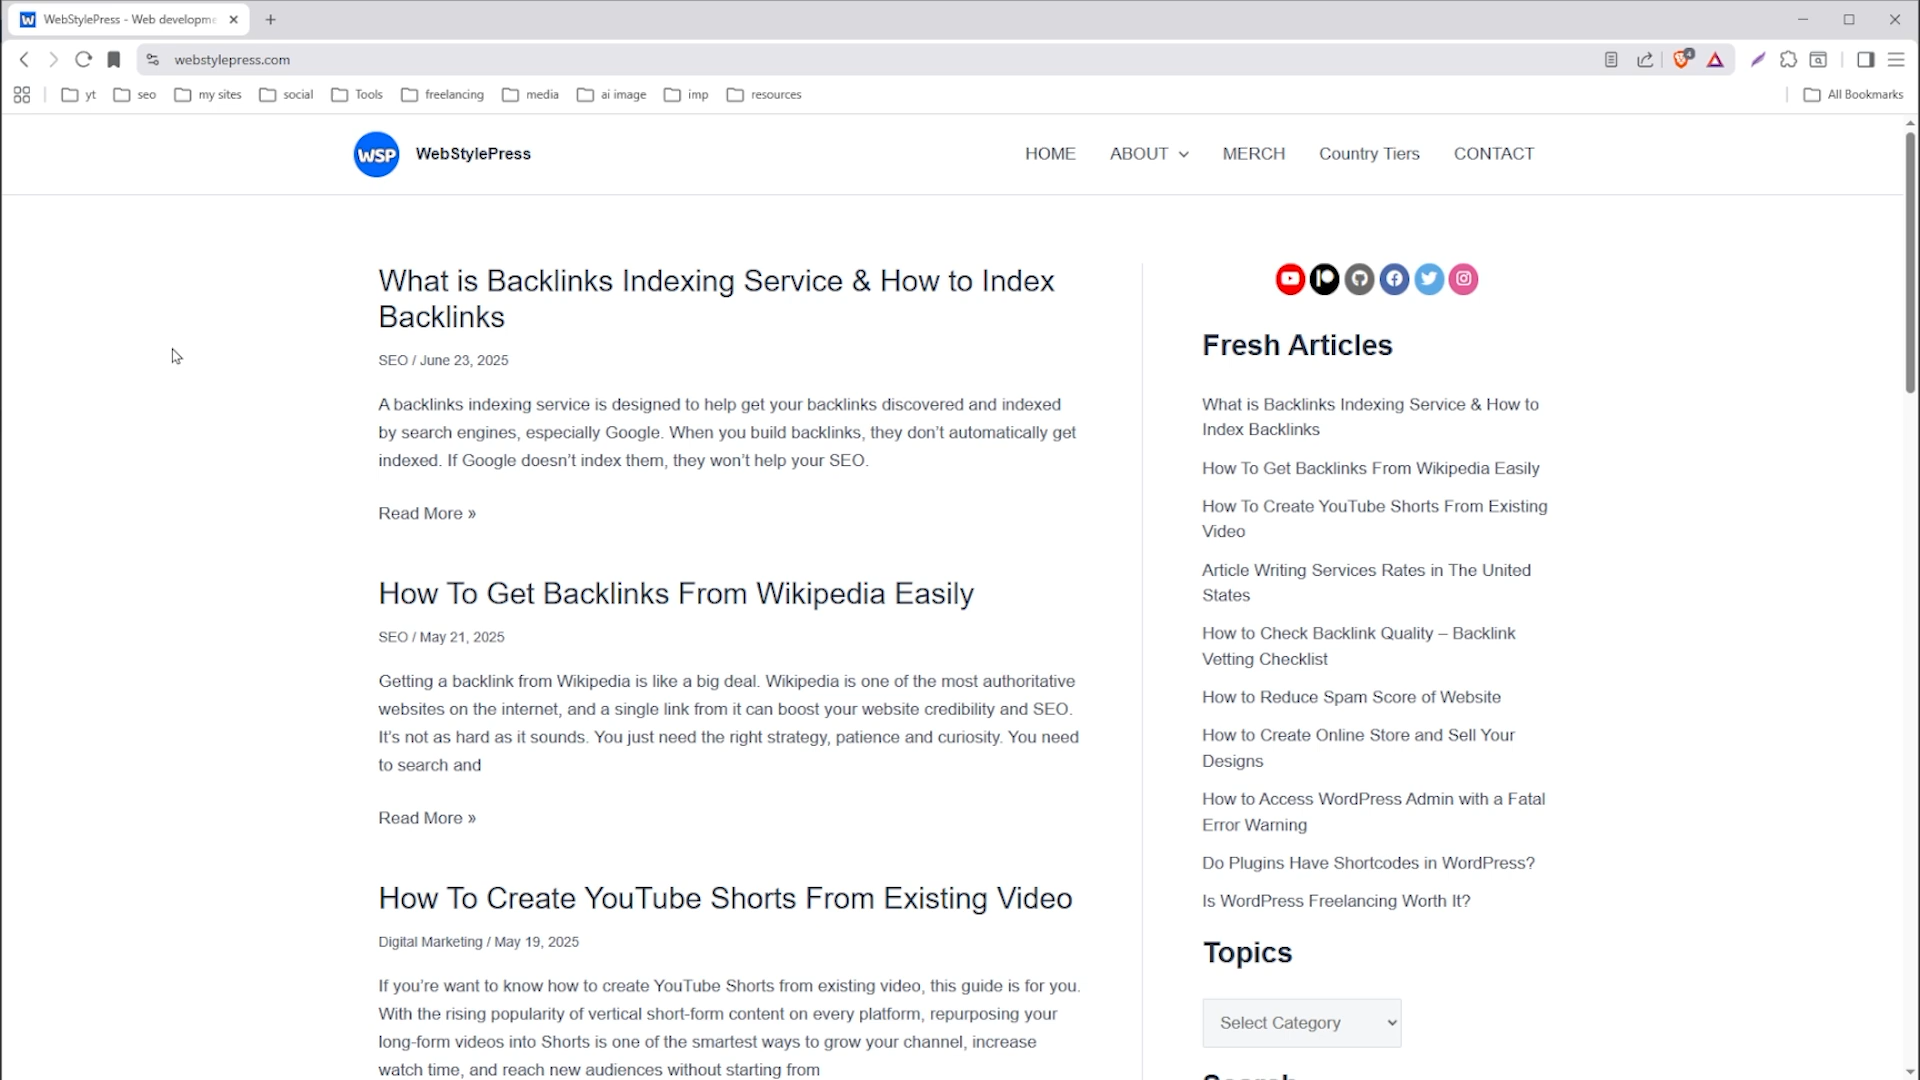 WebStylePress - Web developme
webstylepress.com
4
yt
seo
my sites
social
Tools
freelancing
media
ai image
imp
resources
All Bookmarks
WSP
WebStylePress
HOME
ABOUT
MERCH
Country Tiers
CONTACT
What is Backlinks Indexing Service & How to Index
Backlinks
SEO / June 23, 2025
A backlinks indexing service is designed to help get your backlinks discovered and indexed
by search engines, especially Google. When you build backlinks, they don’t automatically get
indexed. If Google doesn’t index them, they won’t help your SEO.
Read More »
How To Get Backlinks From Wikipedia Easily
SEO / May 21, 2025
Getting a backlink from Wikipedia is like a big deal. Wikipedia is one of the most authoritative
websites on the internet, and a single link from it can boost your website credibility and SEO.
It’s not as hard as it sounds. You just need the right strategy, patience and curiosity. You need
to search and
Read More »
How To Create YouTube Shorts From Existing Video
Digital Marketing / May 19, 2025
If you’re want to know how to create YouTube Shorts from existing video, this guide is for you.
With the rising popularity of vertical short-form content on every platform, repurposing your
long-form videos into Shorts is one of the smartest ways to grow your channel, increase
watch time, and reach new audiences without starting from
Fresh Articles
What is Backlinks Indexing Service & How to
Index Backlinks
How To Get Backlinks From Wikipedia Easily
How To Create YouTube Shorts From Existing
Video
Article Writing Services Rates in The United
States
How to Check Backlink Quality – Backlink
Vetting Checklist
How to Reduce Spam Score of Website
How to Create Online Store and Sell Your
Designs
How to Access WordPress Admin with a Fatal
Error Warning
Do Plugins Have Shortcodes in WordPress?
Is WordPress Freelancing Worth It?
Topics
Select Category
Search